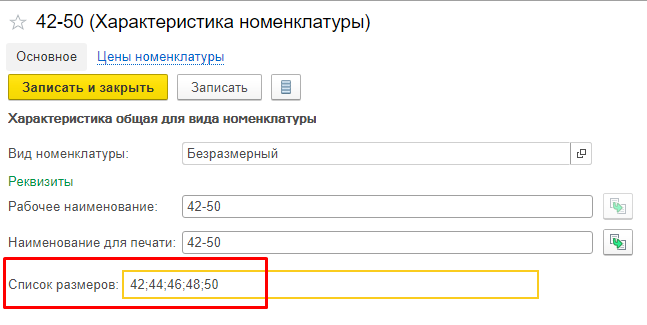 42-50 (Характеристика номенклатуры)
Основное Цены номенклатуры
Записать и закрыть Записать
Характеристика общая для вида номенклатуры
Вид номенклатуры: Безразмерный
Реквизиты
Рабочее наименование: 42-50
Наименование для печати: 42-50
Список размеров: 42;44;46;48;50